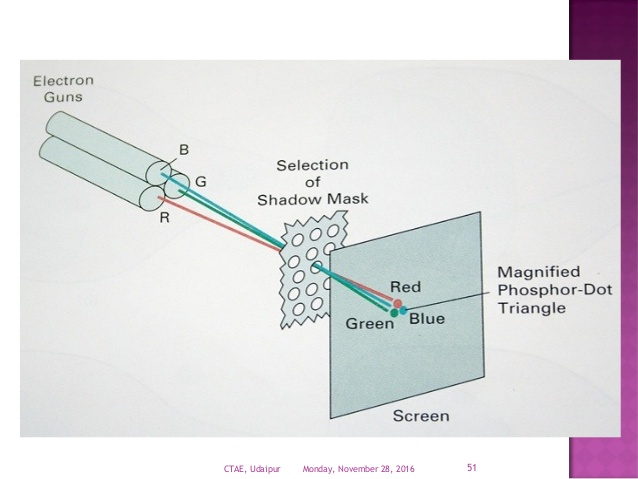 Electron
Guns
B
G
R
Selection
of
Shadow Mask
Red
Green
Blue
Magnified
Phosphor-Dot
Triangle
Screen
CTAE, Udaipur
Monday, November 28, 2016
51